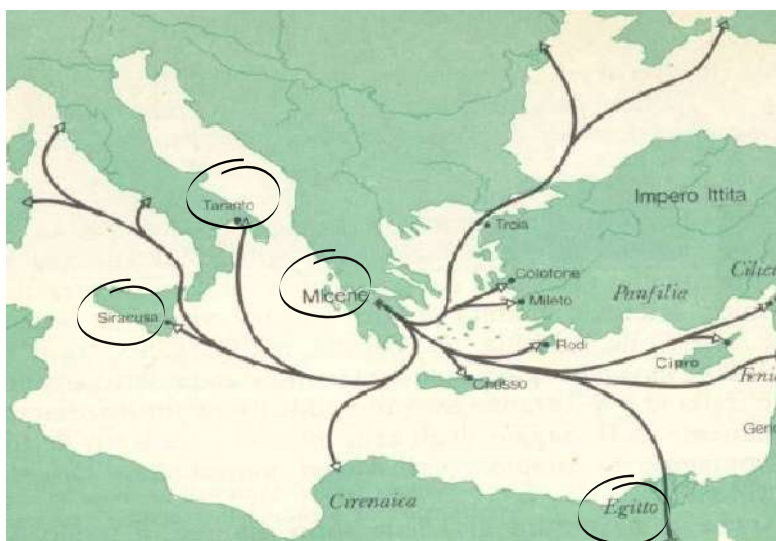 Impero Ittita
Taranto
Troia
Colofone
Micene
Mileto
Panfilia
Siracusa
Rodi
Cipro
Cnosso
Cirenaica
Egitto